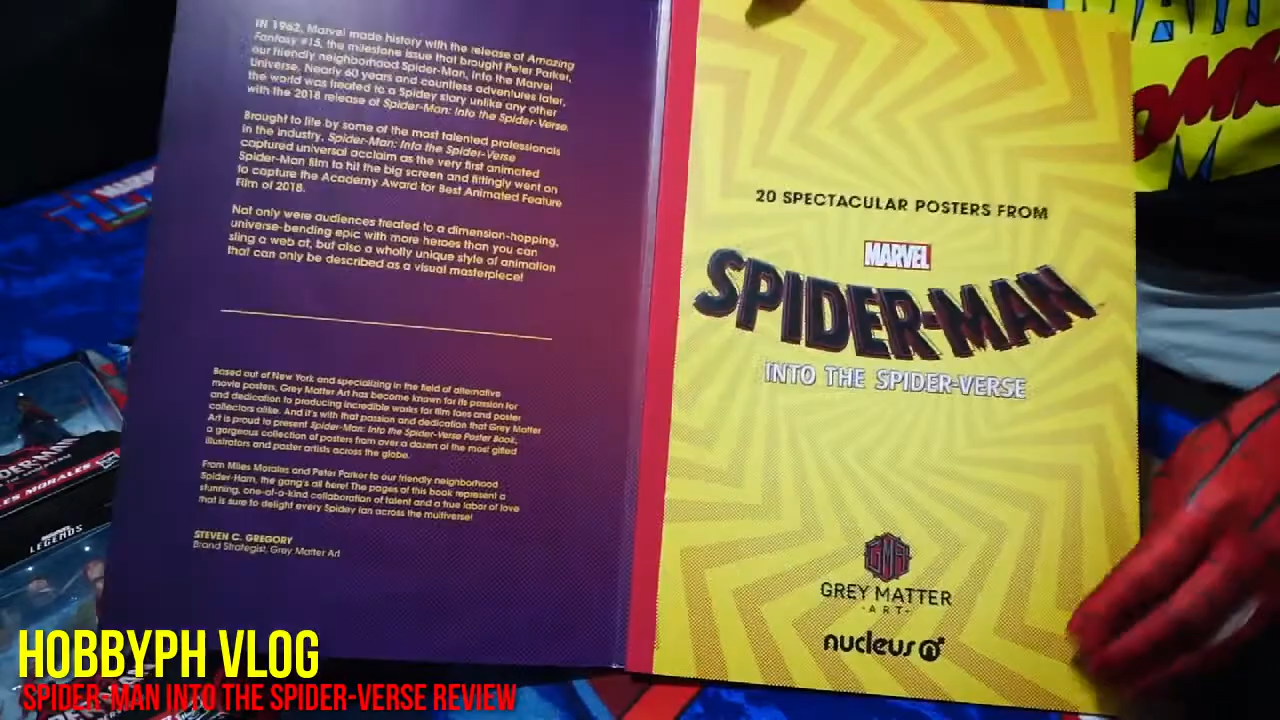 IN 1962, Marvel made history with the release of Amazing
Fantasy #15, the milestone issue that brought Peter Parker,
our friendly neighborhood Spider-Man, into the Marvel
Universe. Nearly 60 years and countless adventures later,
the world was treated to a Spidey story unlike any other
with the 2018 release of Spider-Man: Into the Spider-Verse.
Brought to life by some of the most talented professionals
in the industry, Spider-Man: Into the Spider-Verse
captured universal acclaim as the very first animated
Spider-Man film to hit the big screen and fittingly went on
to capture the Academy Award for Best Animated Feature
Film of 2018.
Not only were audiences treated to a dimension-hopping,
universe-bending epic with more heroes than you can
sling a web at, but also a wholly unique style of animation
that can only be described as a visual masterpiece!
Based out of New York and specializing in the field of alternative
movie posters, Grey Matter Art has become known for its passion for
and dedication to producing incredible works for film fans and poster
collectors alike. And it's with that passion and dedication that Grey Matter
Art is proud to present Spider-Man: Into the Spider-Verse Poster Book,
a gorgeous collection of posters from over a dozen of the most gifted
illustrators and poster artists across the globe.
From Miles Morales and Peter Parker to our friendly neighborhood
Spider-Ham, the gang's all here! The pages of this book represent a
stunning, one-of-a-kind collaboration of talent and a true labor of love
that is sure to delight every Spidey fan across the multiverse!
STEVEN C. GREGORY
Brand Strategist, Grey Matter Art
20 SPECTACULAR POSTERS FROM
MARVEL
SPIDER-MAN
INTO THE SPIDER-VERSE
GMA
GREY MATTER
-ART-
nucleus n
MARVEL
LEGENDS
HOBBYPH VLOG
SPIDER-MAN INTO THE SPIDER-VERSE REVIEW